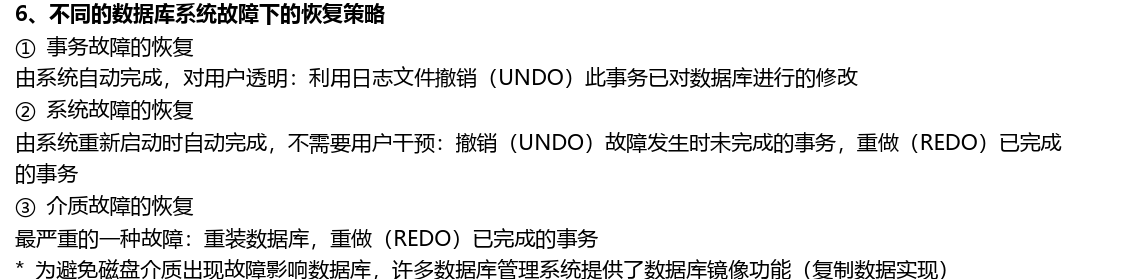 6、不同的数据库系统故障下的恢复策略
① 事务故障的恢复
由系统自动完成，对用户透明：利用日志文件撤销（UNDO）此事务已对数据库进行的修改
② 系统故障的恢复
由系统重新启动时自动完成，不需要用户干预：撤销（UNDO）故障发生时未完成的事务，重做（REDO）已完成
的事务
③ 介质故障的恢复
最严重的一种故障：重装数据库，重做（REDO）已完成的事务
* 为避免磁盘介质出现故障影响数据库，许多数据库管理系统提供了数据库镜像功能（复制数据实现）